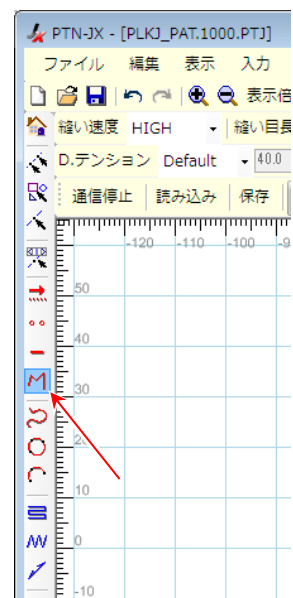 PTN-JX - [PLKJ_PAT.1000.PTJ]
ファイル 編集 表示 入力
表示倍
縫い速度 HIGH 縫い目長
D.テンション Default 40.0
通信停止 読み込み 保存
-120 -110 -100 -9
50
40
30
10
0
-10